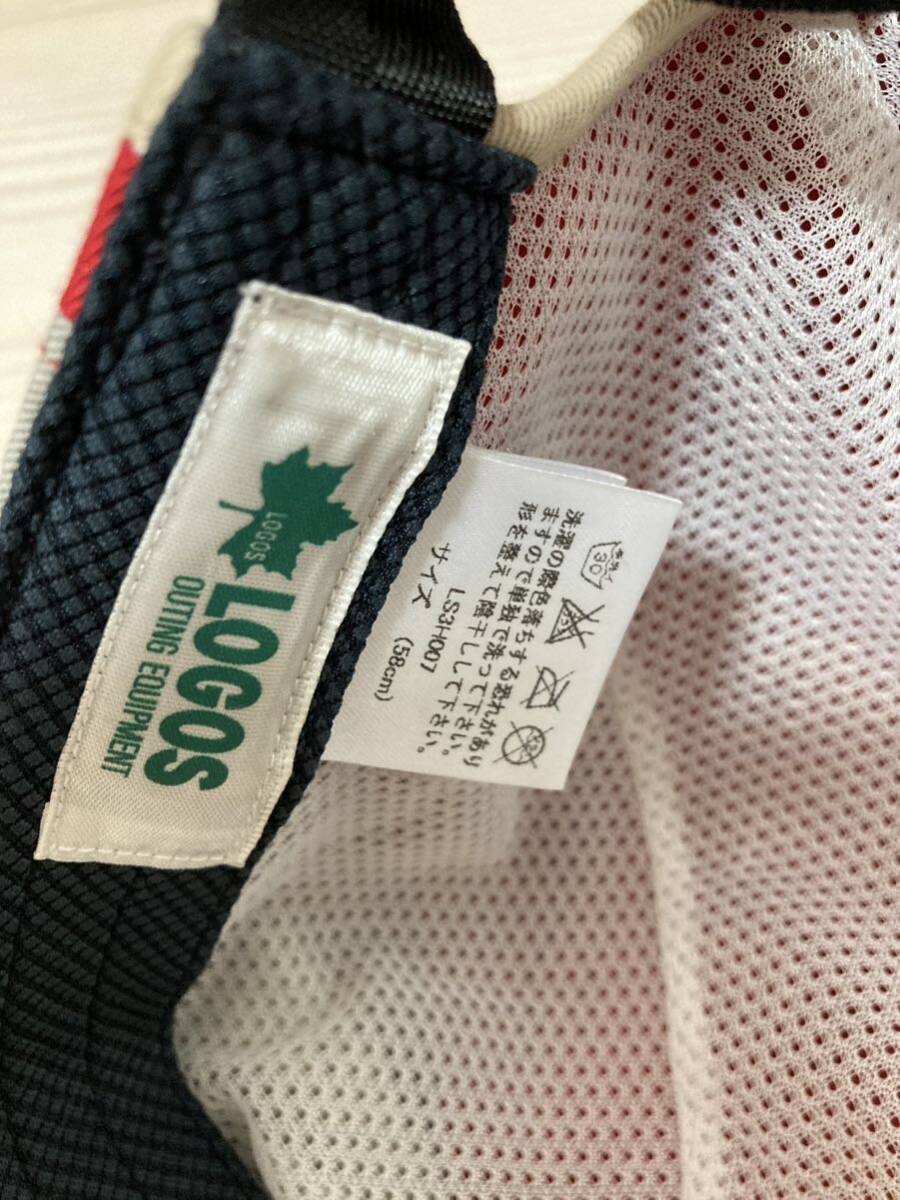 LOGOS
LOGOS
OUTING EQUIPMENT
30
洗濯の際色落ちする恐れがあり
ますので単独で洗って下さい。
形を整えて陰干しして下さい。
LS3H007
サイズ (58cm)